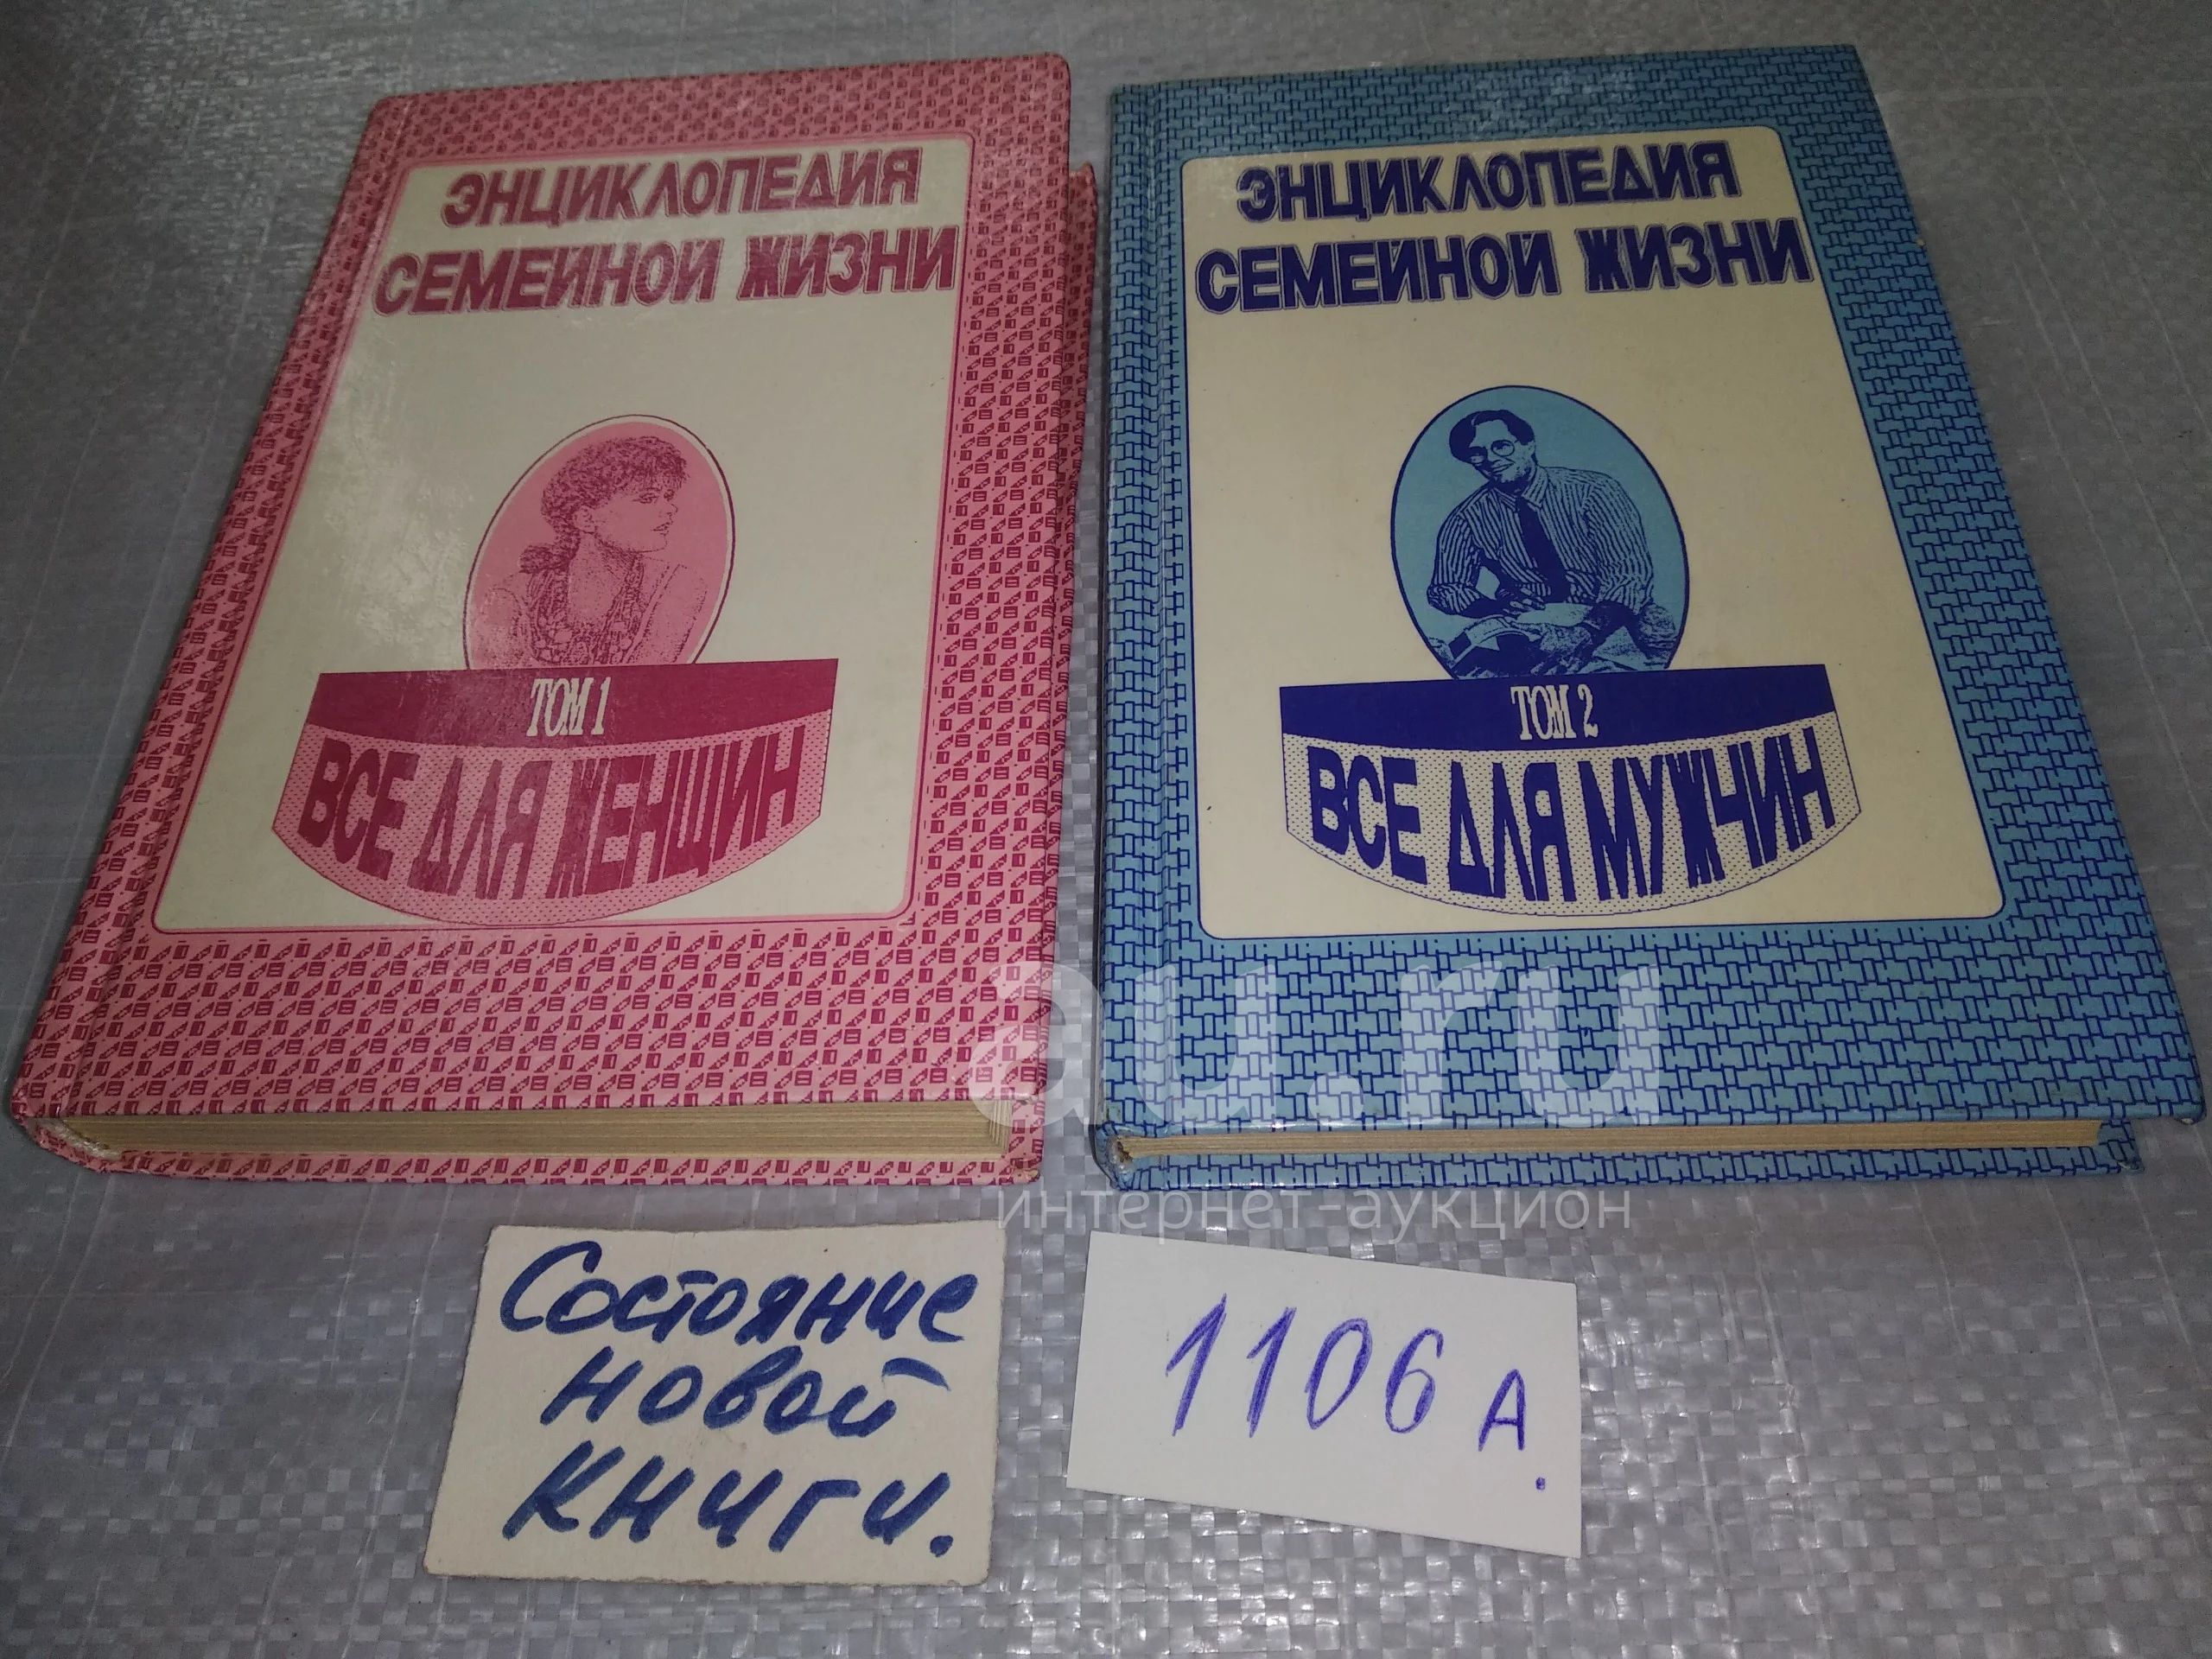 ЭНЦИКЛОПЕДИЯ
СЕМЕЙНОЙ ЖИЗНИ
ТОМ 1
ВСЕ ДЛЯ ЖЕНЩИН
ЭНЦИКЛОПЕДИЯ
СЕМЕЙНОЙ ЖИЗНИ
ТОМ 2
ВСЕ ДЛЯ МУЖЧИН
au.ru
интернет-аукцион
Состояние
новой
книги.
1106 А.